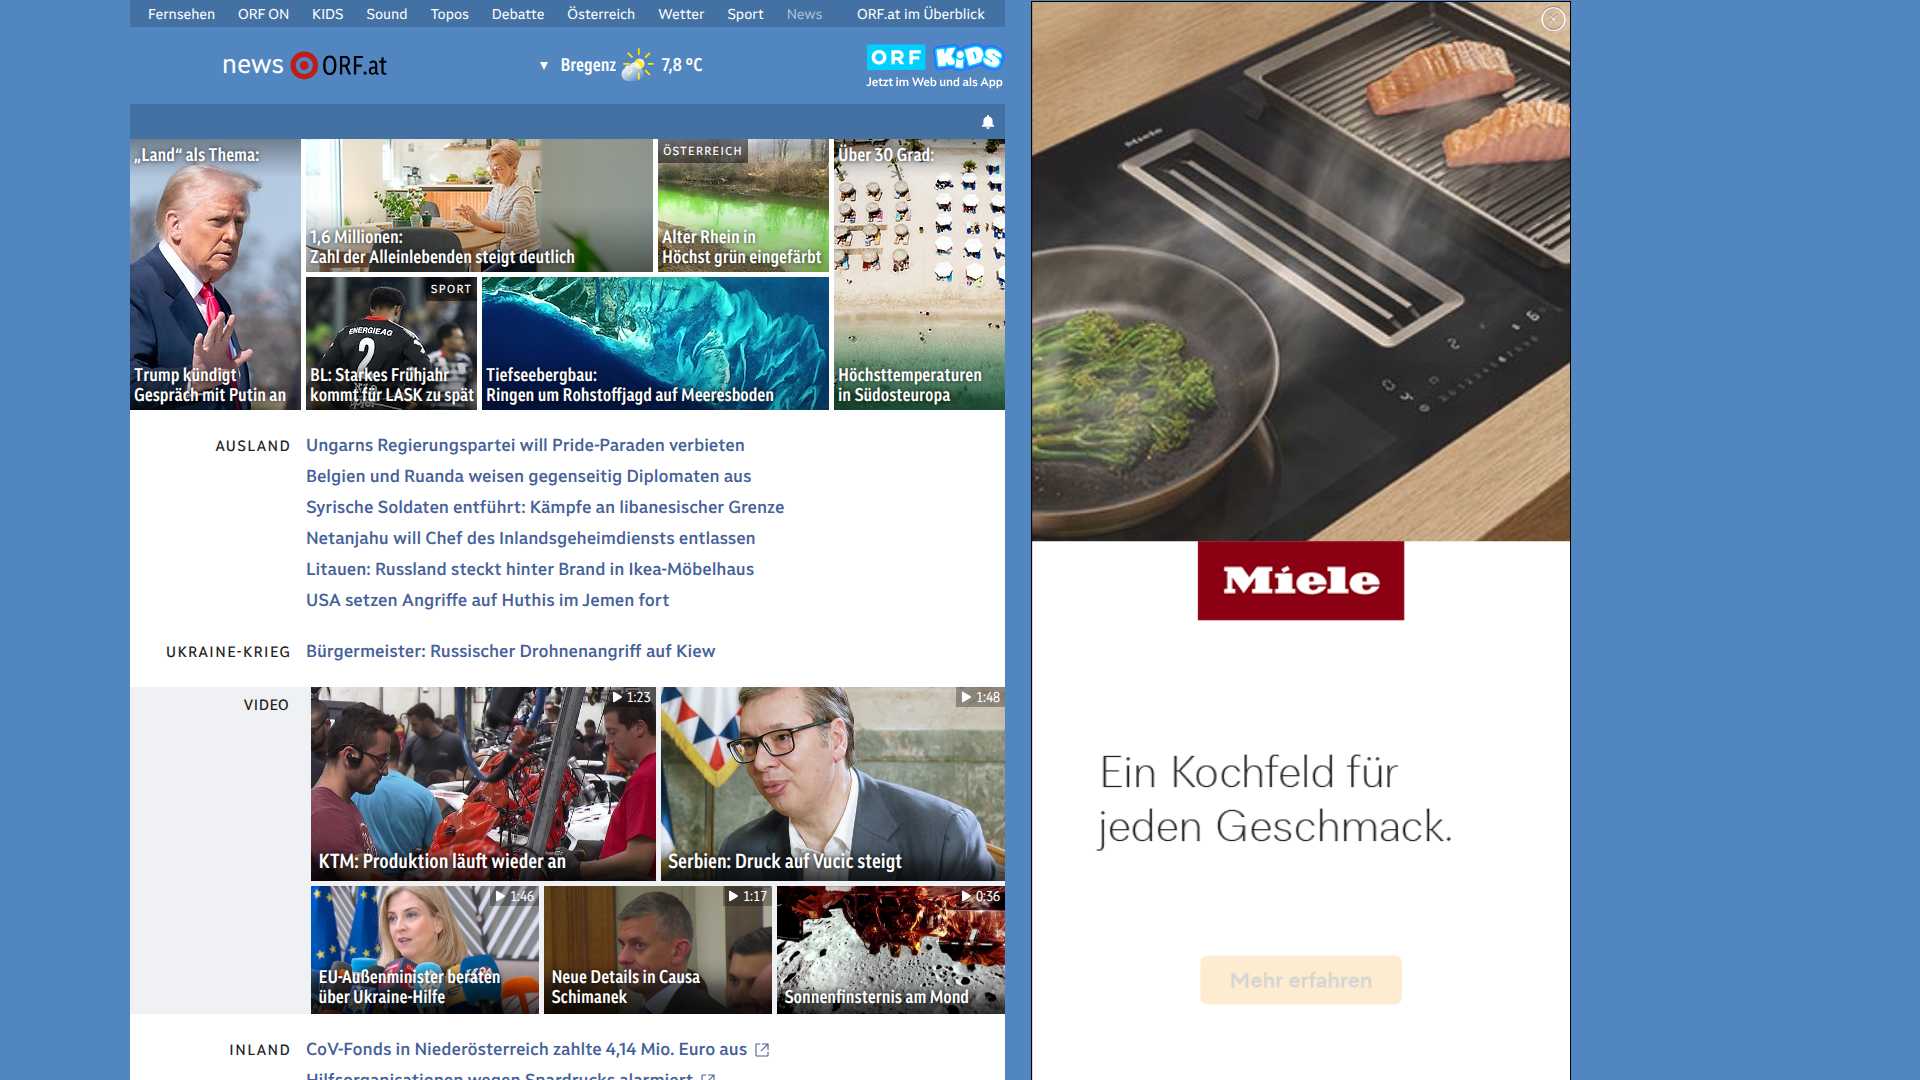 Fernsehen ORF ON KIDS Sound Topos Debatte Österreich Wetter Sport News ORF.at im Überblick
news ORF.at
▼ Bregenz 7,8 °C
ORF KiDS
Jetzt im Web und als App
„Land“ als Thema:
Trump kündigt
Gespräch mit Putin an
1,6 Millionen:
Zahl der Alleinlebenden steigt deutlich
ÖSTERREICH
Alter Rhein in
Höchst grün eingefärbt
Über 30 Grad:
Höchsttemperaturen
in Südosteuropa
SPORT
ENERGIE AG
2
BL: Starkes Frühjahr
kommt für LASK zu spät
Tiefseebergbau:
Ringen um Rohstoffjagd auf Meeresboden
AUSLAND
Ungarns Regierungspartei will Pride-Paraden verbieten
Belgien und Ruanda weisen gegenseitig Diplomaten aus
Syrische Soldaten entführt: Kämpfe an libanesischer Grenze
Netanjahu will Chef des Inlandsgeheimdiensts entlassen
Litauen: Russland steckt hinter Brand in Ikea-Möbelhaus
USA setzen Angriffe auf Huthis im Jemen fort
UKRAINE-KRIEG
Bürgermeister: Russischer Drohnenangriff auf Kiew
VIDEO
1:23
KTM: Produktion läuft wieder an
1:48
Serbien: Druck auf Vucic steigt
1:46
EU-Außenminister beraten
über Ukraine-Hilfe
1:17
Neue Details in Causa
Schimanek
0:36
Sonnenfinsternis am Mond
INLAND
CoV-Fonds in Niederösterreich zahlte 4,14 Mio. Euro aus
Hilfsorganisationen wegen Spardrucks alarmiert
Miele
Miele
Ein Kochfeld für
jeden Geschmack.
Mehr erfahren